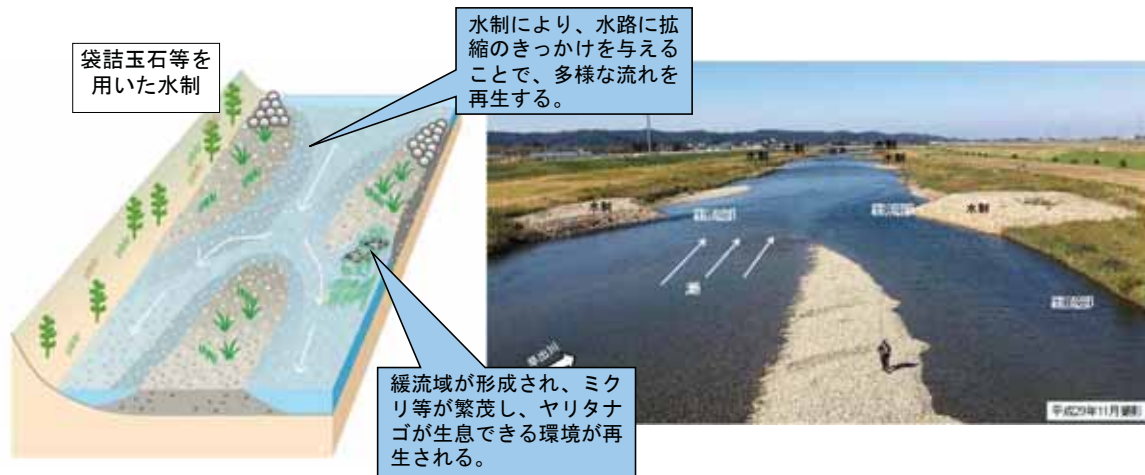 袋詰玉石等を
用いた水制
水制により、水路に拡
縮のきっかけを与える
ことで、多様な流れを
再生する。
水制
水制
瀬
早出川
緩流域が形成され、ミク
リ等が繁茂し、ヤリタナ
ゴが生息できる環境が再
生される。
平成29年11月撮影